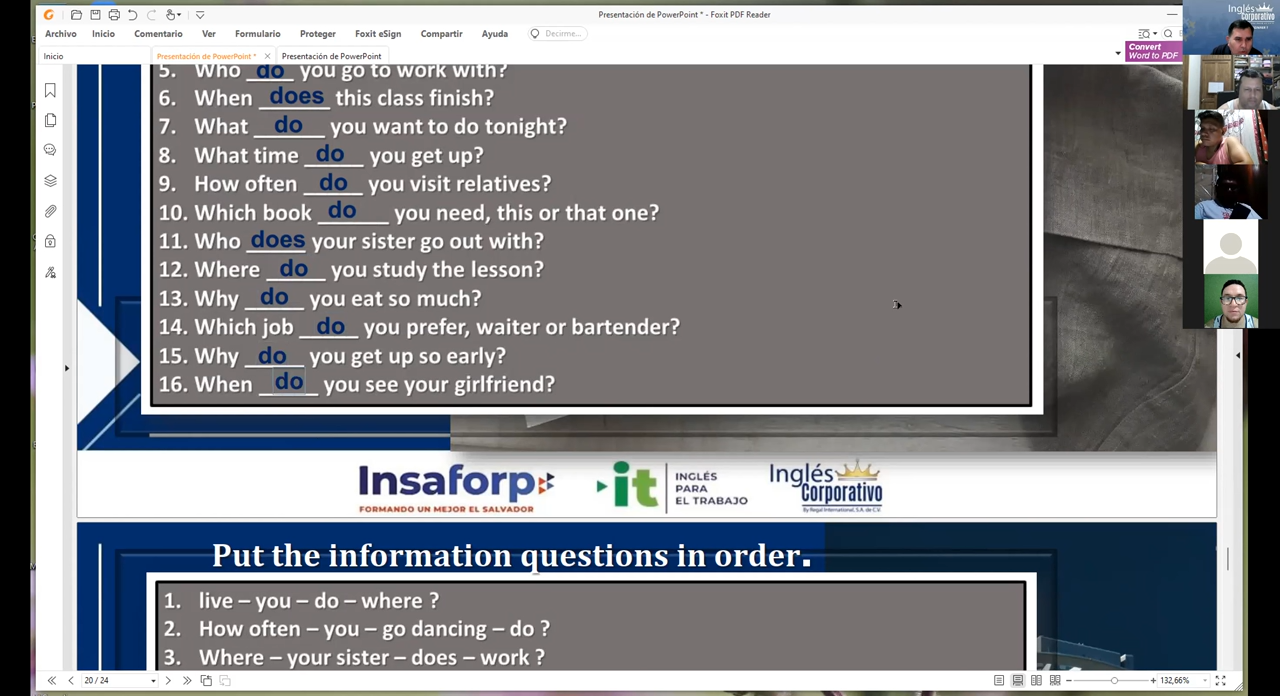 Presentación de PowerPoint * - Foxit PDF Reader
Archivo Inicio Comentario Ver Formulario Proteger Foxit eSign Compartir Ayuda Decirme...
Inicio Presentación de PowerPoint * Presentación de PowerPoint
Convert
Word to PDF
Inglés
Corporativo
5. Who do you go to work with?
6. When does this class finish?
7. What do you want to do tonight?
8. What time do you get up?
9. How often do you visit relatives?
10. Which book do you need, this or that one?
11. Who does your sister go out with?
12. Where do you study the lesson?
13. Why do you eat so much?
14. Which job do you prefer, waiter or bartender?
15. Why do you get up so early?
16. When do you see your girlfriend?
Insaforp
FORMANDO UN MEJOR EL SALVADOR
it
INGLÉS
PARA
EL TRABAJO
Inglés
Corporativo
By Regal International, S.A. de C.V.
Put the information questions in order.
1. live – you – do – where ?
2. How often – you – go dancing – do ?
3. Where – your sister – does – work ?
20 / 24
132,66%